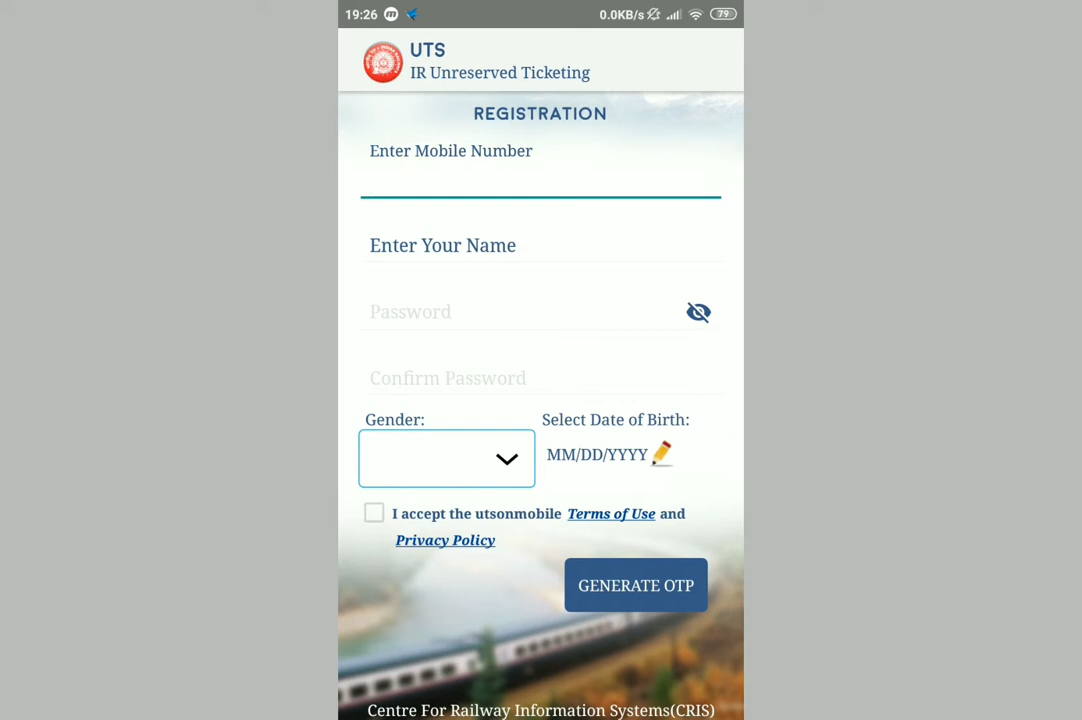 19:26 m 0.0KB/s 79
UTS
IR Unreserved Ticketing
REGISTRATION
Enter Mobile Number
Enter Your Name
Password
Confirm Password
Gender: Select Date of Birth:
MM/DD/YYYY
I accept the utsonmobile Terms of Use and
Privacy Policy
GENERATE OTP
Centre For Railway Information Systems(CRIS)